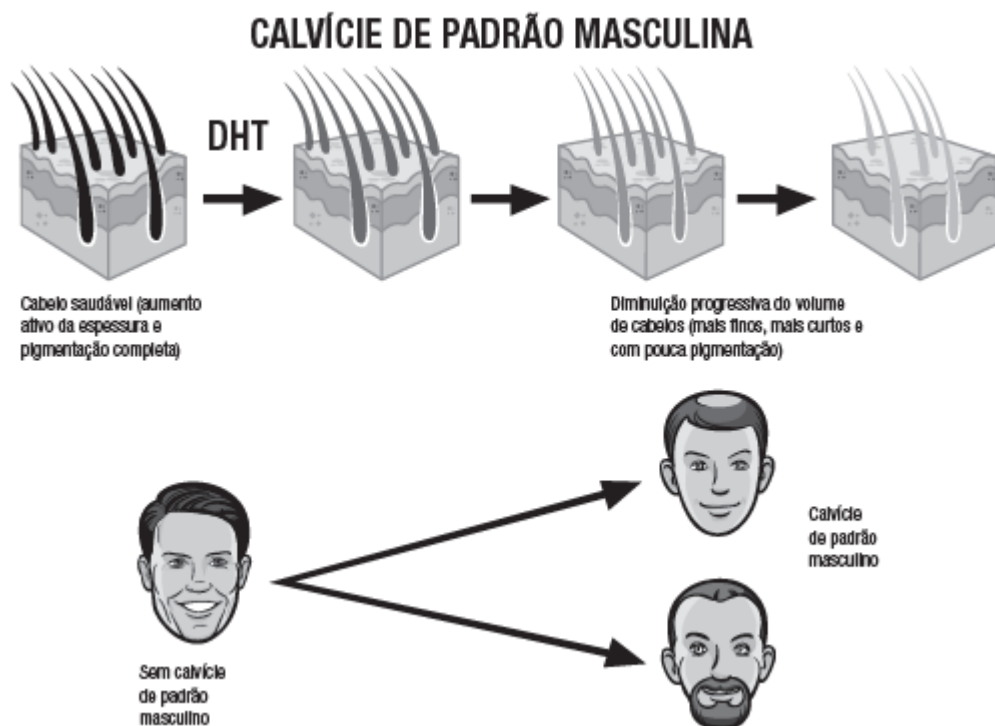 CALVÍCIE DE PADRÃO MASCULINA
DHT
Cabelo saudável (aumento
ativo da espessura e
pigmentação completa)
Diminuição progressiva do volume
de cabelos (mais finos, mais curtos e
com pouca pigmentação)
Sem calvície
de padrão
masculino
Calvície
de padrão
masculino